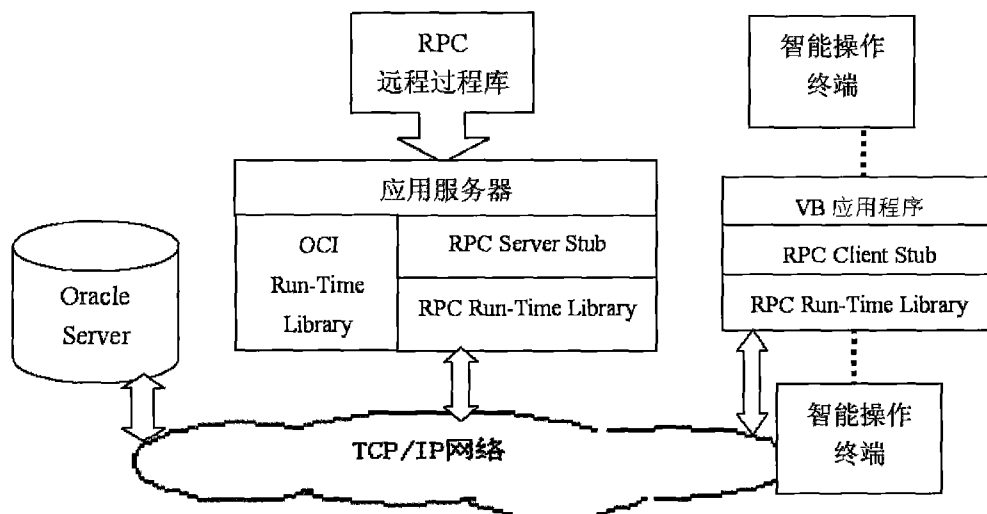 RPC
远程过程库
智能操作
终端
应用服务器
OCI
Run-Time
Library
RPC Server Stub
RPC Run-Time Library
VB 应用程序
RPC Client Stub
RPC Run-Time Library
Oracle
Server
智能操作
终端
TCP/IP网络